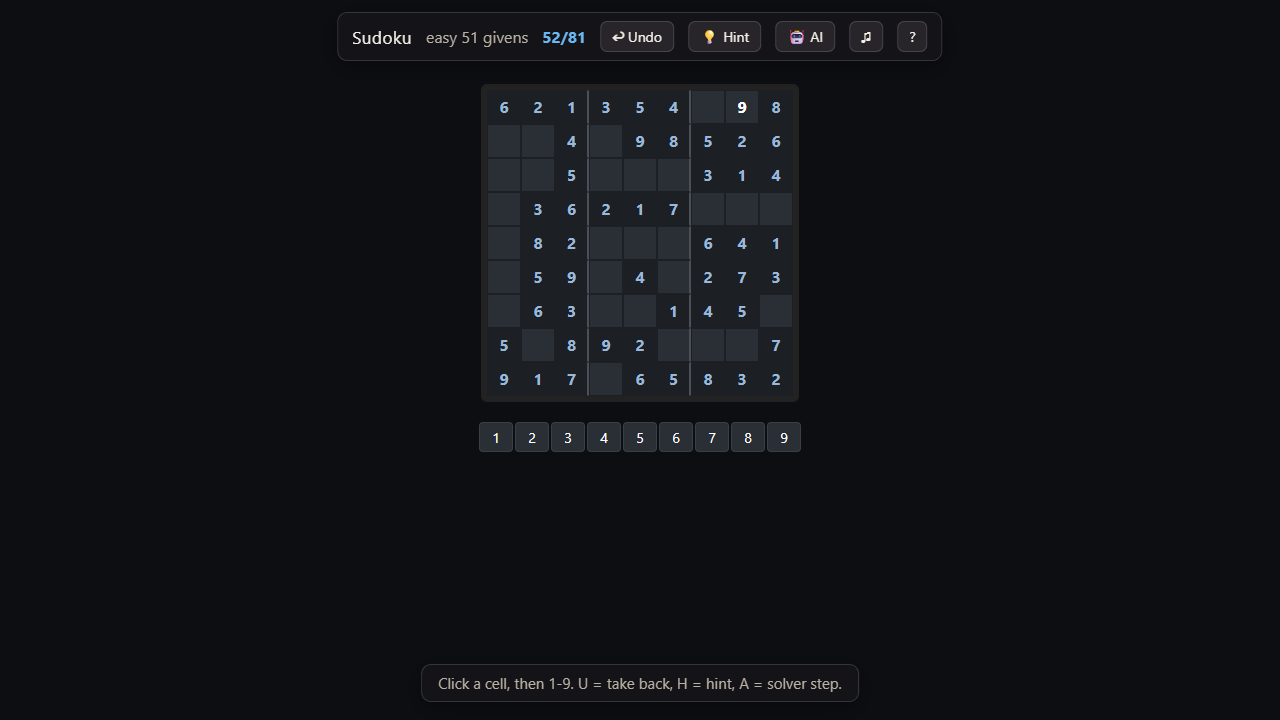 Sudoku easy 51 givens 52/81 ↩ Undo 💡 Hint 🤖 AI ♫ ?
6 2 1 3 5 4 9 8
4 9 8 5 2 6
5 3 1 4
3 6 2 1 7
8 2 6 4 1
5 9 4 2 7 3
6 3 1 4 5
5 8 9 2 7
9 1 7 6 5 8 3 2
1 2 3 4 5 6 7 8 9
Click a cell, then 1-9. U = take back, H = hint, A = solver step.